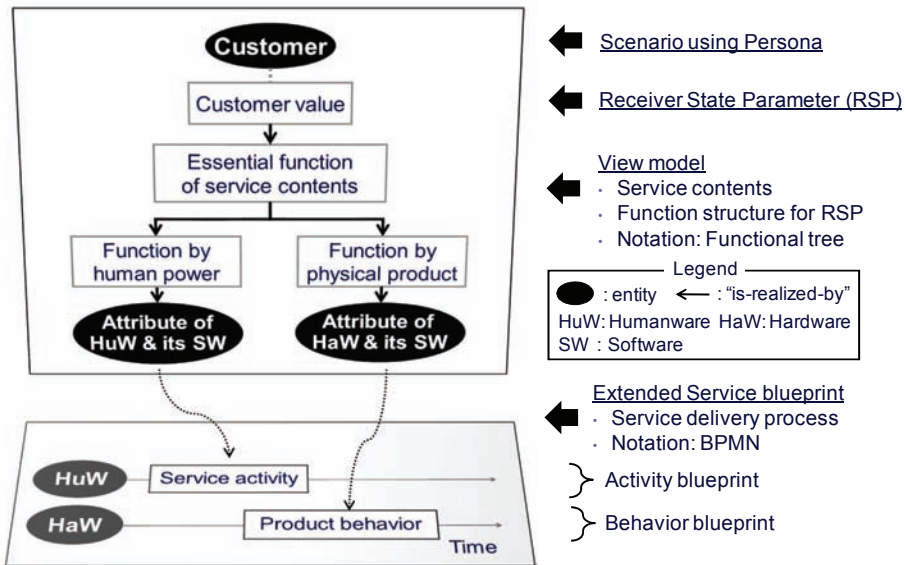 Customer
Customer value
Essential function
of service contents
Function by
human power
Function by
physical product
Attribute of
HuW & its SW
Attribute of
HaW & its SW
HuW
Service activity
HaW
Product behavior
Time
Scenario using Persona
Receiver State Parameter (RSP)
View model
· Service contents
· Function structure for RSP
· Notation: Functional tree
Legend
: entity : "is-realized-by"
HuW: Humanware HaW: Hardware
SW : Software
Extended Service blueprint
· Service delivery process
· Notation: BPMN
Activity blueprint
Behavior blueprint